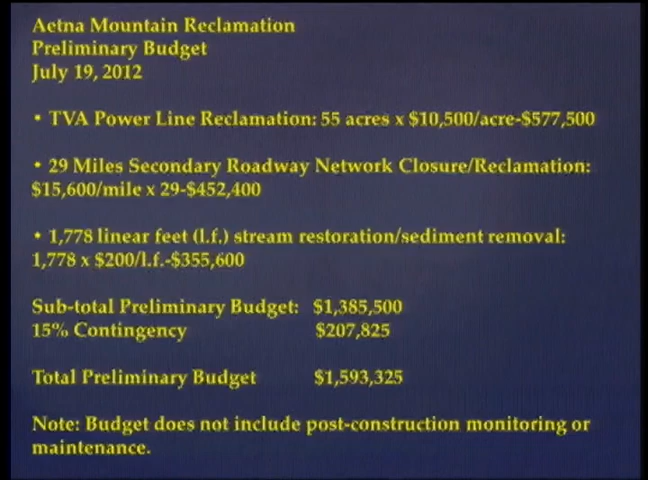 Aetna Mountain Reclamation
Preliminary Budget
July 19, 2012
• TVA Power Line Reclamation: 55 acres x $10,500/acre-$577,500
• 29 Miles Secondary Roadway Network Closure/Reclamation:
$15,600/mile x 29-$452,400
• 1,778 linear feet (l.f.) stream restoration/sediment removal:
1,778 x $200/l.f.-$355,600
Sub-total Preliminary Budget: $1,385,500
15% Contingency $207,825
Total Preliminary Budget $1,593,325
Note: Budget does not include post-construction monitoring or
maintenance.